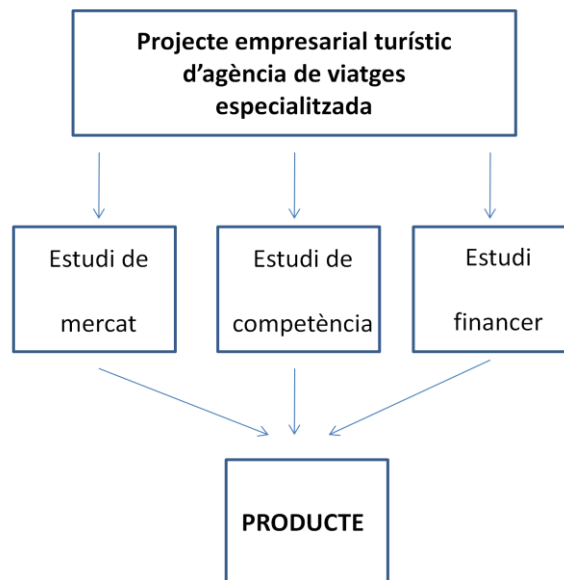 Projecte empresarial turístic
d’agència de viatges
especialitzada
Estudi de
mercat
Estudi de
competència
Estudi
financer
PRODUCTE